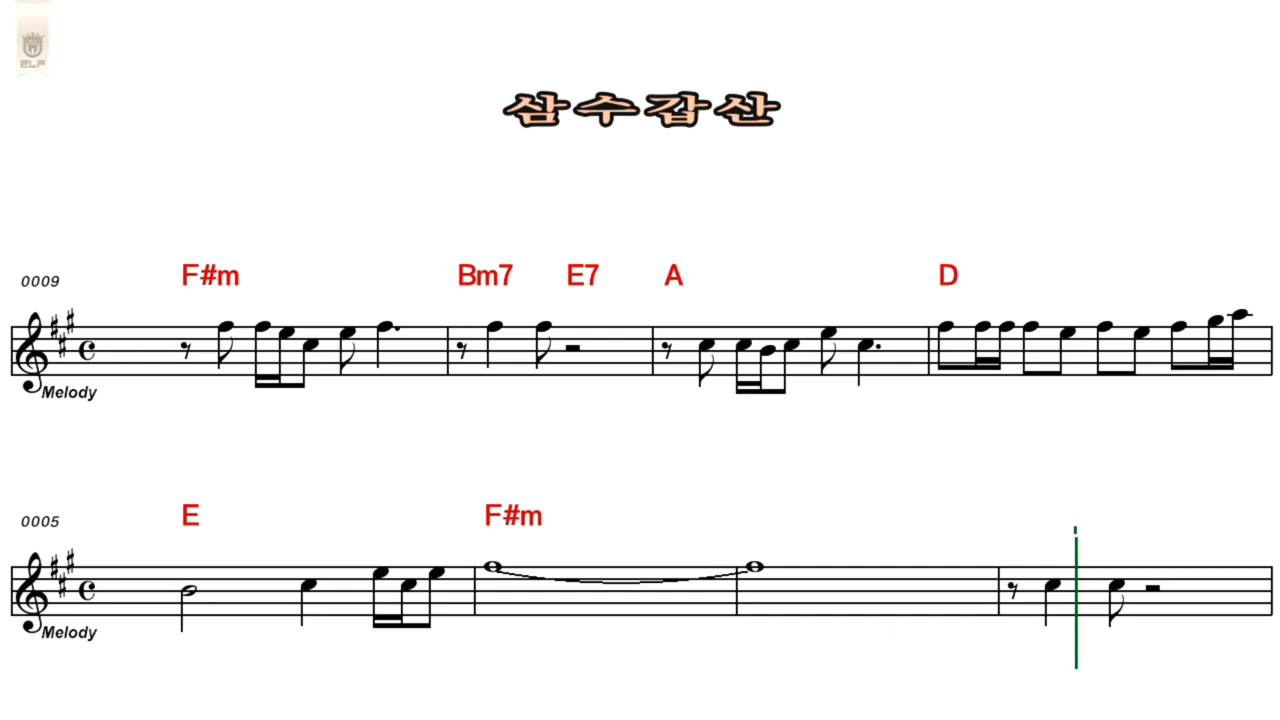 ELF
삼수갑산
0009
F#m Bm7 E7 A D
Melody
0005
E F#m
Melody